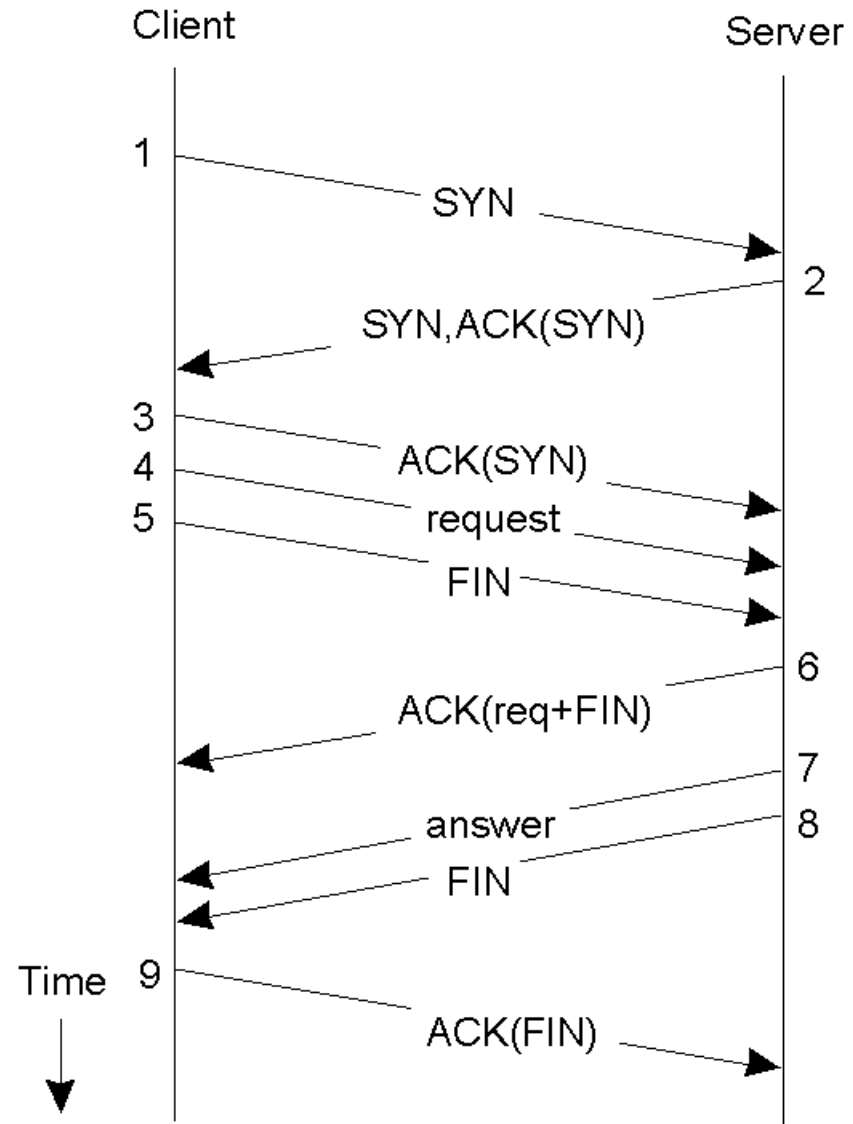 Client
Server
1
SYN
2
SYN,ACK(SYN)
3
ACK(SYN)
4
request
5
FIN
6
ACK(req+FIN)
7
answer
8
FIN
9
Time
ACK(FIN)